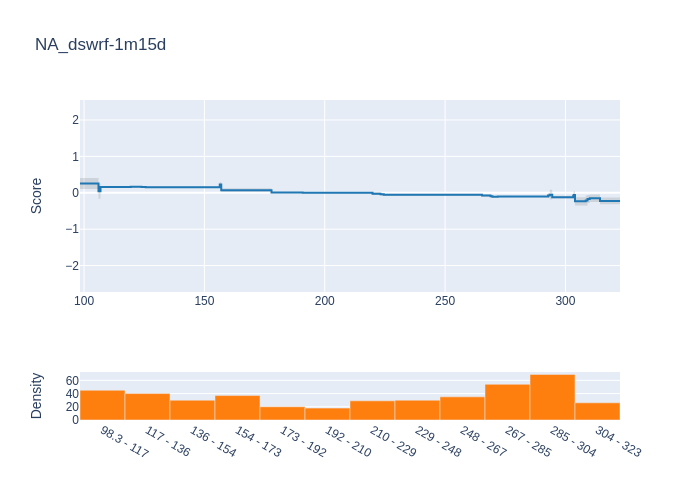 NA_dswrf-1m15d
Score
2
1
0
−1
−2
100
150
200
250
300
Density
60
40
20
0
98.3 - 117
117 - 136
136 - 154
154 - 173
173 - 192
192 - 210
210 - 229
229 - 248
248 - 267
267 - 285
285 - 304
304 - 323